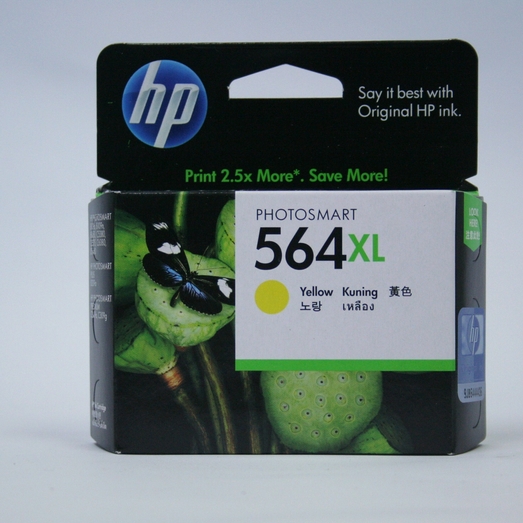 hp
Say it best with
Original HP ink.
Print 2.5x More*. Save More!
PHOTOSMART
564XL
Yellow Kuning 黃色
노랑 เหลือง
hp